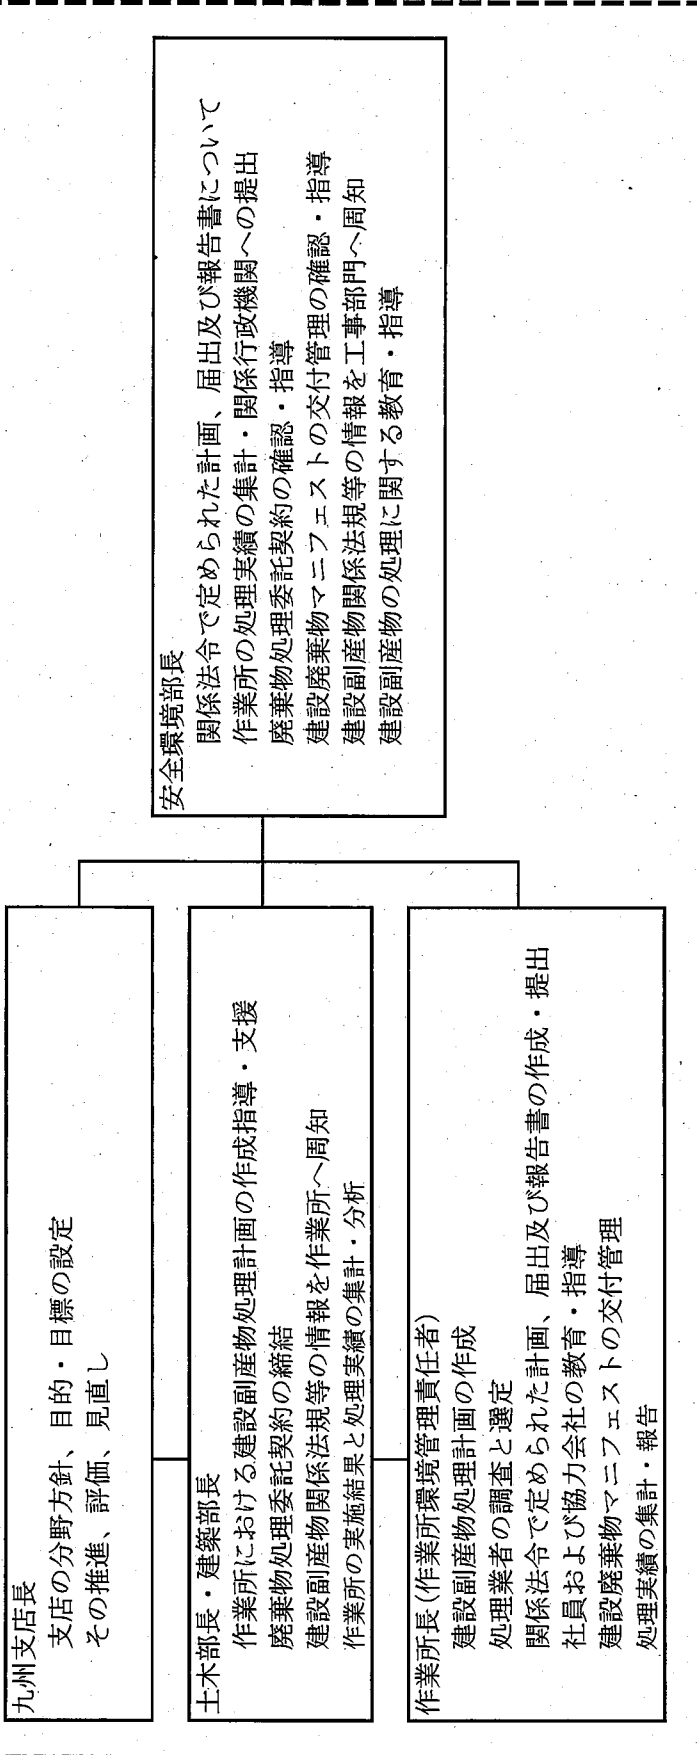 九州支店長
支店の分野方針、目的・目標の設定
その推進、評価、見直し
土木部長・建築部長
作業所における建設副産物処理計画の作成指導・支援
廃棄物処理委託契約の締結
建設副産物関係法規等の情報を作業所へ周知
作業所の実施結果と処理実績の集計・分析
作業所長(作業所環境管理責任者)
建設副産物処理計画の作成
処理業者の調査と選定
関係法令で定められた計画、届出及び報告書の作成・提出
社員および協力会社の教育・指導
建設廃棄物マニフェストの交付管理
処理実績の集計・報告
安全環境部長
関係法令で定められた計画、届出及び報告書について
作業所の処理実績の集計・関係行政機関への提出
廃棄物処理委託契約の確認・指導
建設廃棄物マニフェストの交付管理の確認・指導
建設副産物関係法規等の情報を工事部門へ周知
建設副産物の処理に関する教育・指導